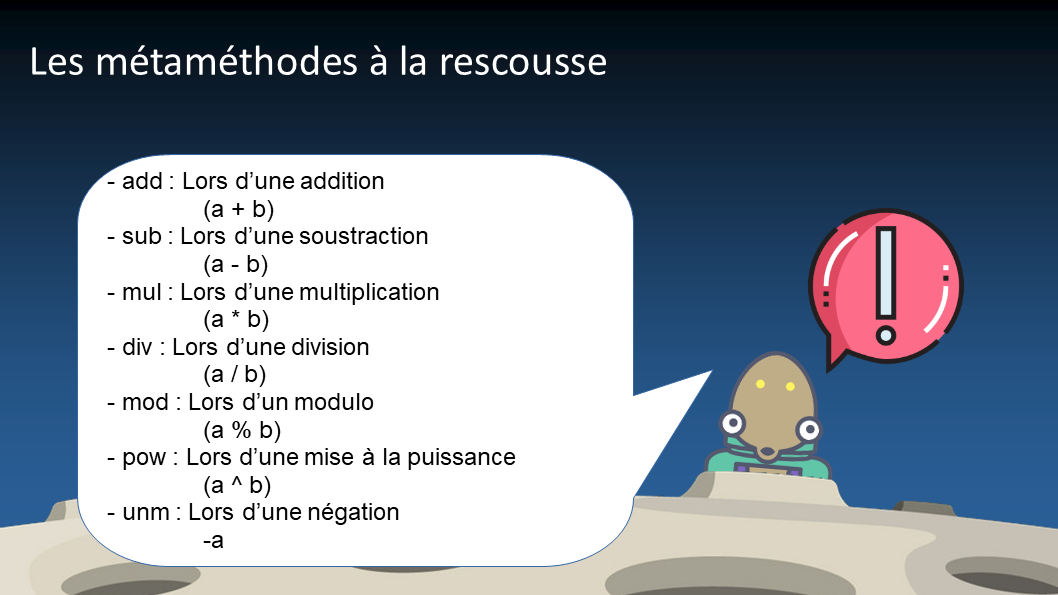 Les métaméthodes à la rescousse
- add : Lors d’une addition
(a + b)
- sub : Lors d’une soustraction
(a - b)
- mul : Lors d’une multiplication
(a * b)
- div : Lors d’une division
(a / b)
- mod : Lors d’un modulo
(a % b)
- pow : Lors d’une mise à la puissance
(a ^ b)
- unm : Lors d’une négation
-a